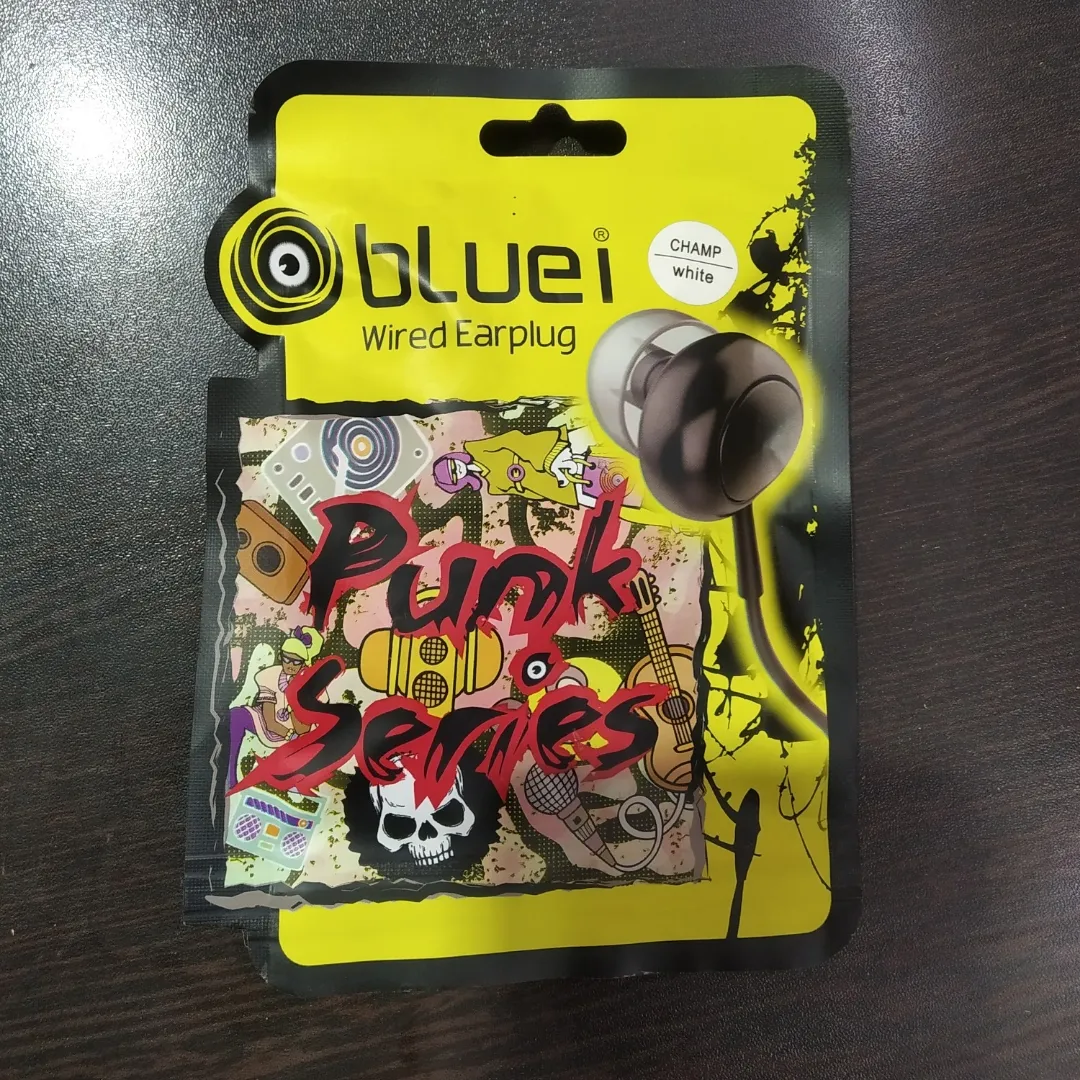 bluei®
CHAMP
white
Wired Earplug
Punk
Series